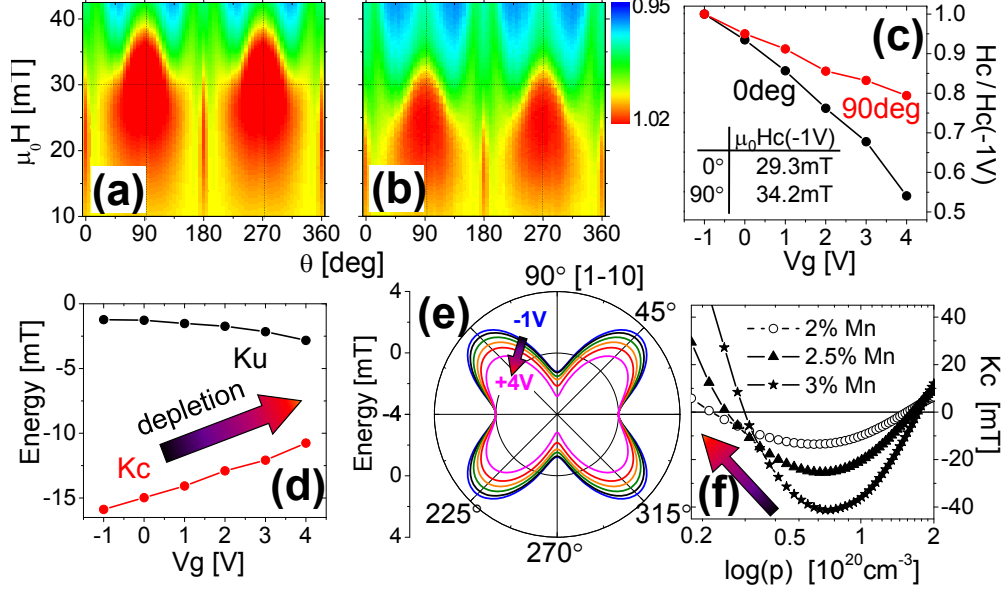 40
30
20
10
μ₀H [mT]
(a)
0 90 180 270 360
(b)
0 90 180 270 360
θ [deg]
0.95
1.02
(c)
0deg
90deg
μ₀Hc(-1V)
0° 29.3mT
90° 34.2mT
1.0
0.9
0.8
0.7
0.6
0.5
Hc / Hc(-1V)
-1 0 1 2 3 4
Vg [V]
0
-5
-10
-15
Energy [mT]
Ku
depletion
Kc
(d)
-1 0 1 2 3 4
Vg [V]
4
0
-4
0
4
Energy [mT]
(e)
90° [1-10]
45°
-1V
+4V
225°
315°
270°
2% Mn
2.5% Mn
3% Mn
40
20
0
-20
-40
Kc [mT]
(f)
0.2 1 2
log(p) [10²⁰cm⁻³]